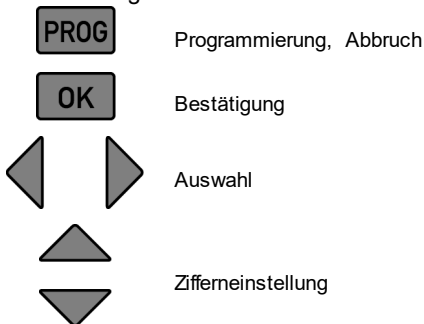 PROG Programmierung, Abbruch
OK Bestätigung
Auswahl
Ziffereinstellung